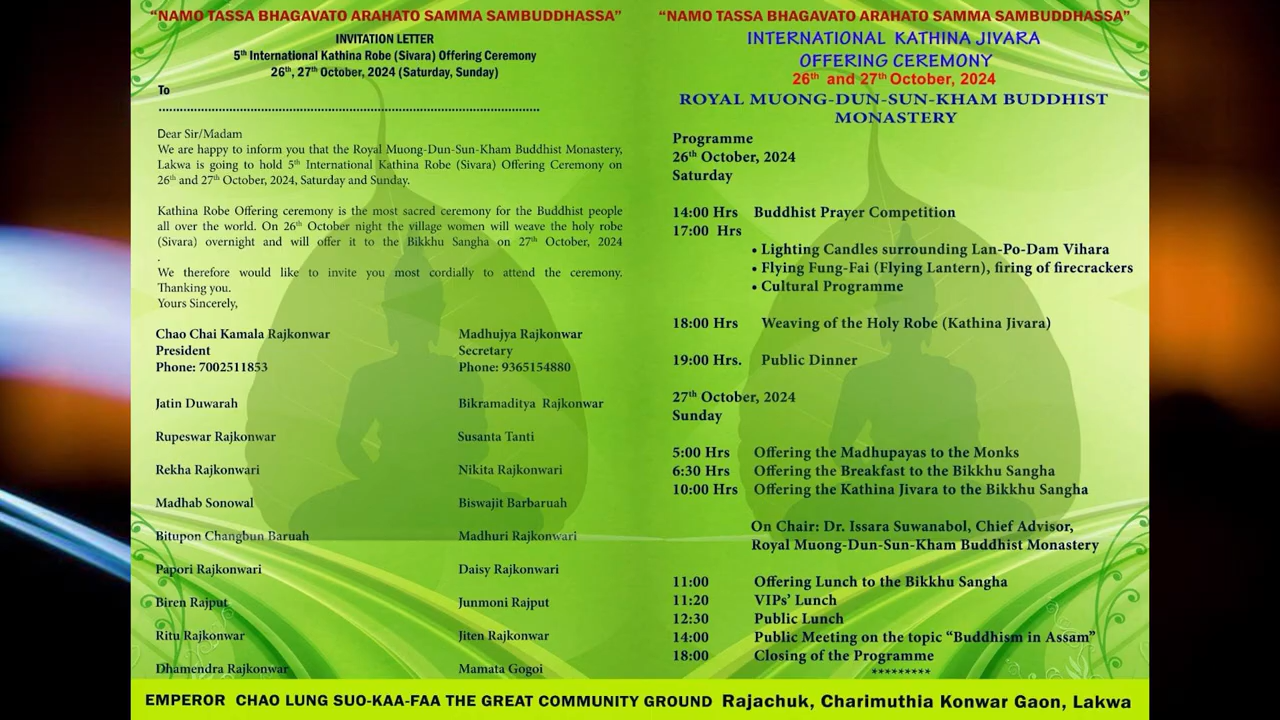 “NAMO TASSA BHAGAVATO ARAHATO SAMMA SAMBUDDHASSA”
INVITATION LETTER
5th International Kathina Robe (Sivara) Offering Ceremony
26th, 27th October, 2024 (Saturday, Sunday)
To
............................................................................................................
Dear Sir/Madam
We are happy to inform you that the Royal Muong-Dun-Sun-Kham Buddhist Monastery,
Lakwa is going to hold 5th International Kathina Robe (Sivara) Offering Ceremony on
26th and 27th October, 2024, Saturday and Sunday.
Kathina Robe Offering ceremony is the most sacred ceremony for the Buddhist people
all over the world. On 26th October night the village women will weave the holy robe
(Sivara) overnight and will offer it to the Bikkhu Sangha on 27th October, 2024
.
We therefore would like to invite you most cordially to attend the ceremony.
Thanking you.
Yours Sincerely,
Chao Chai Kamala Rajkonwar
President
Phone: 7002511853
Madhujya Rajkonwar
Secretary
Phone: 9365154880
Jatin Duwarah
Bikramaditya Rajkonwar
Rupeswar Rajkonwar
Susanta Tanti
Rekha Rajkonwari
Nikita Rajkonwari
Madhab Sonowal
Biswajit Barbaruah
Bitupon Changbun Baruah
Madhuri Rajkonwari
Papori Rajkonwari
Daisy Rajkonwari
Biren Rajput
Junmoni Rajput
Ritu Rajkonwar
Jiten Rajkonwar
Dhamendra Rajkonwar
Mamata Gogoi
“NAMO TASSA BHAGAVATO ARAHATO SAMMA SAMBUDDHASSA”
INTERNATIONAL KATHINA JIVARA
OFFERING CEREMONY
26th and 27th October, 2024
ROYAL MUONG-DUN-SUN-KHAM BUDDHIST
MONASTERY
Programme
26th October, 2024
Saturday
14:00 Hrs Buddhist Prayer Competition
17:00 Hrs
• Lighting Candles surrounding Lan-Po-Dam Vihara
• Flying Fung-Fai (Flying Lantern), firing of firecrackers
• Cultural Programme
18:00 Hrs Weaving of the Holy Robe (Kathina Jivara)
19:00 Hrs. Public Dinner
27th October, 2024
Sunday
5:00 Hrs Offering the Madhupayas to the Monks
6:30 Hrs Offering the Breakfast to the Bikkhu Sangha
10:00 Hrs Offering the Kathina Jivara to the Bikkhu Sangha
On Chair: Dr. Issara Suwanabol, Chief Advisor,
Royal Muong-Dun-Sun-Kham Buddhist Monastery
11:00 Offering Lunch to the Bikkhu Sangha
11:20 VIPs’ Lunch
12:30 Public Lunch
14:00 Public Meeting on the topic “Buddhism in Assam”
18:00 Closing of the Programme
*********
EMPEROR CHAO LUNG SUO-KAA-FAA THE GREAT COMMUNITY GROUND Rajachuk, Charimuthia Konwar Gaon, Lakwa